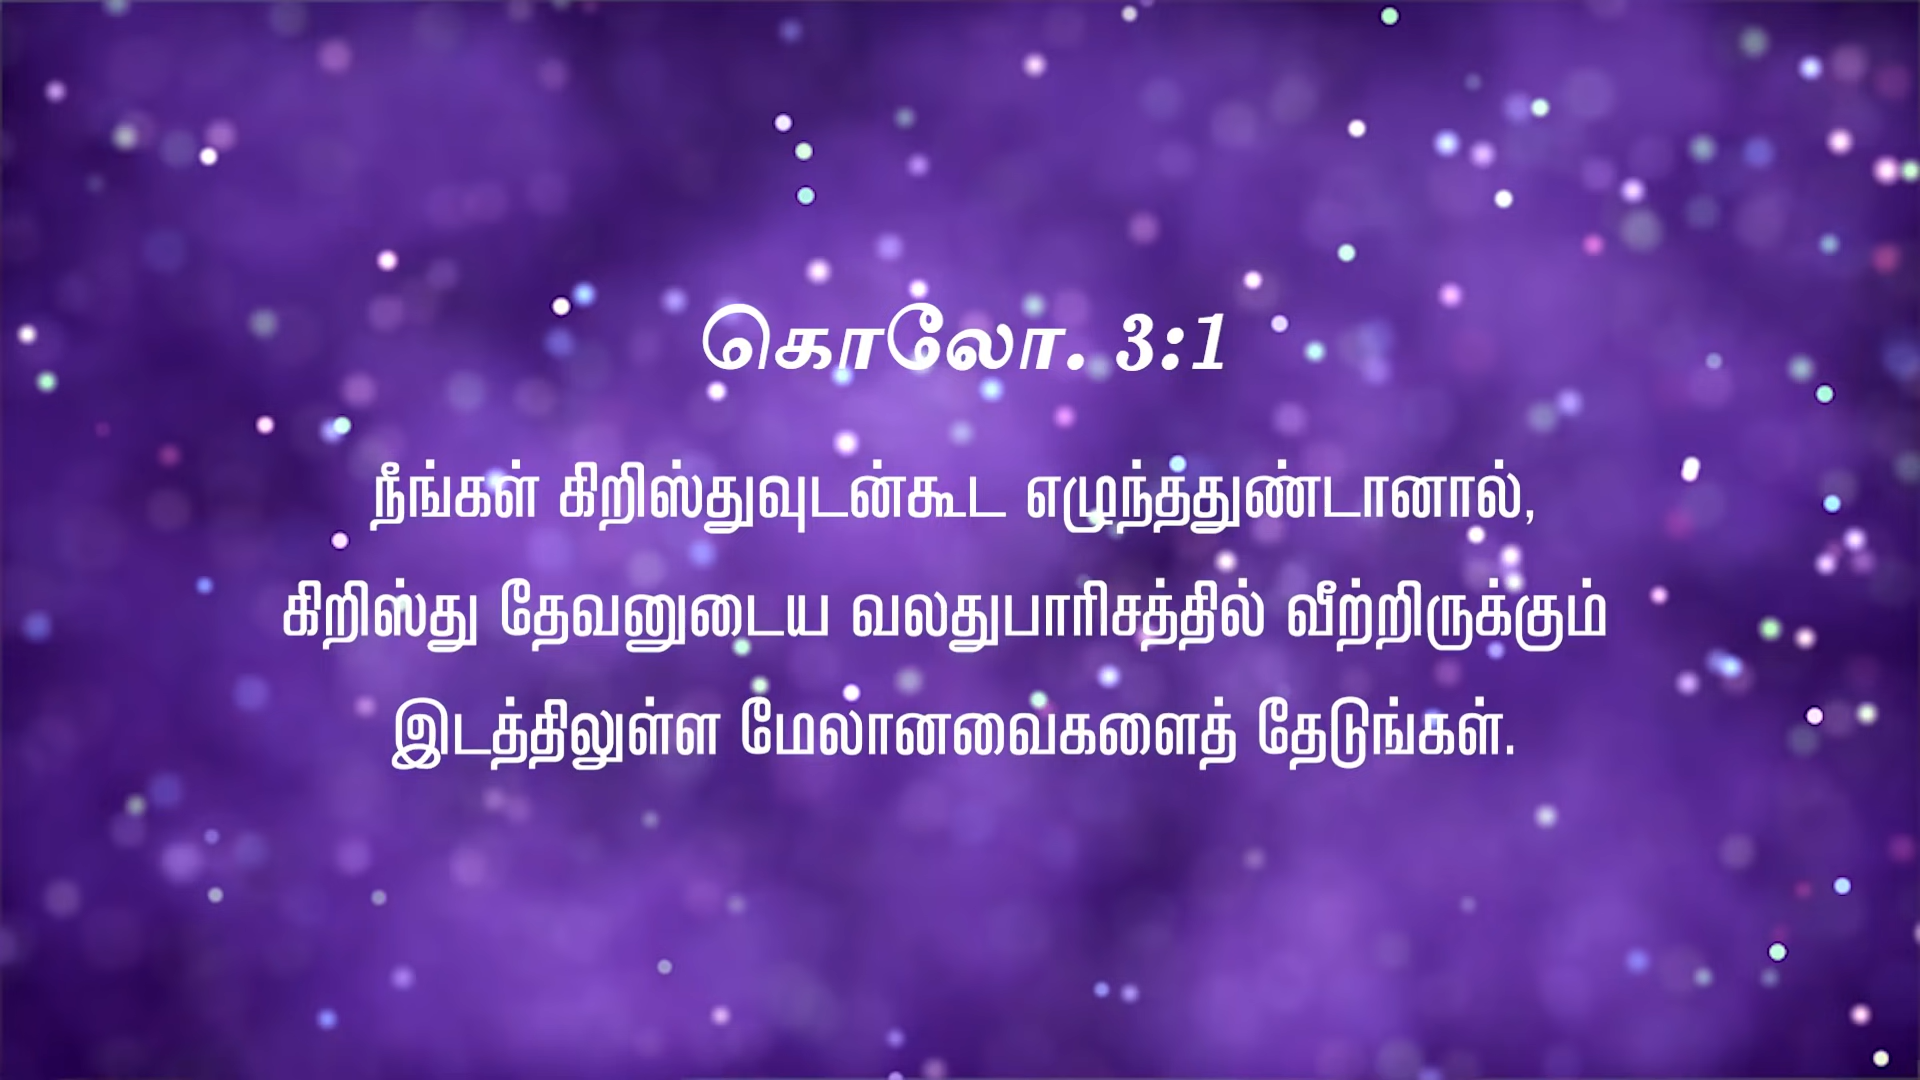 கொலோ. 3:1
நீங்கள் கிறிஸ்துவுடன்கூட எழுந்ததுண்டானால்,
கிறிஸ்து தேவனுடைய வலதுபாரிசத்தில் வீற்றிருக்கும்
இடத்திலுள்ள மேலானவைகளைத் தேடுங்கள்.